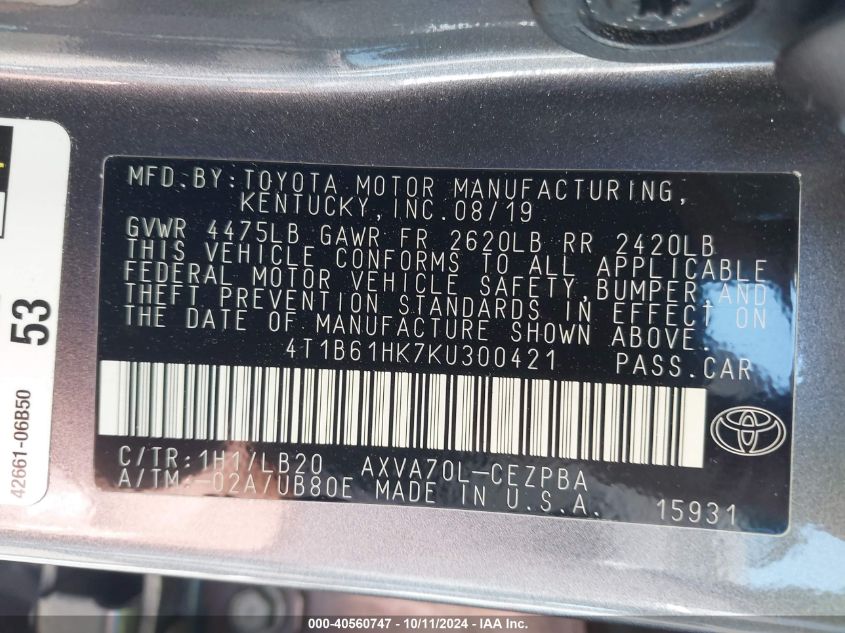 MFD.BY:TOYOTA MOTOR MANUFACTURING,
KENTUCKY,INC.08/19
GVWR 4475LB GAWR FR 2620LB RR 2420LB
THIS VEHICLE CONFORMS TO ALL APPLICABLE
FEDERAL MOTOR VEHICLE SAFETY,BUMPER,AND
THEFT PREVENTION STANDARDS IN EFFECT ON
THE DATE OF MANUFACTURE SHOWN ABOVE.
4T1B61HK7KU300421 PASS.CAR
C/TR:1H1/LB20 AXVA70L-CEZPBA
A/TM:-02A/UB80E MADE IN U.S.A. 15931
53
42661-06B50
000-40560747 - 10/11/2024 - IAA Inc.